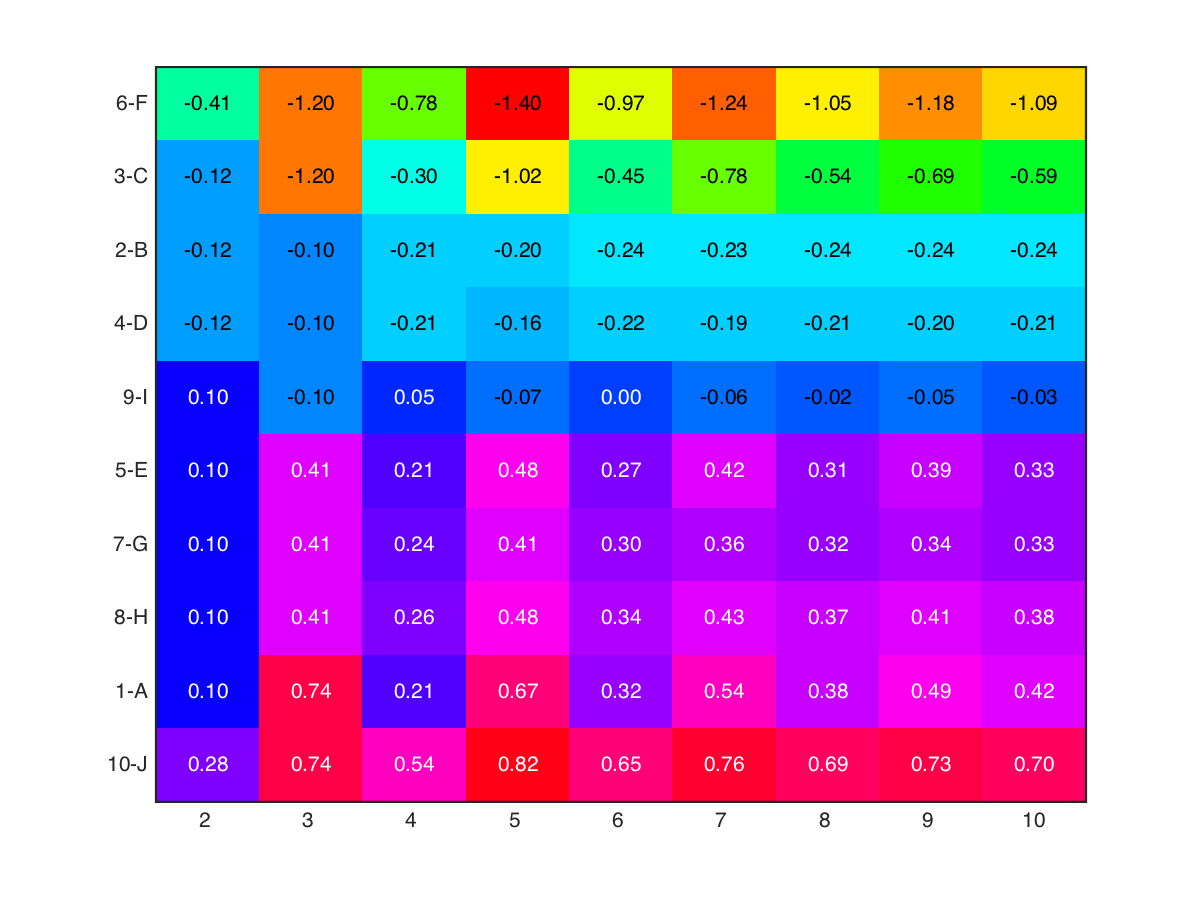 6-F -0.41 -1.20 -0.78 -1.40 -0.97 -1.24 -1.05 -1.18 -1.09
3-C -0.12 -1.20 -0.30 -1.02 -0.45 -0.78 -0.54 -0.69 -0.59
2-B -0.12 -0.10 -0.21 -0.20 -0.24 -0.23 -0.24 -0.24 -0.24
4-D -0.12 -0.10 -0.21 -0.16 -0.22 -0.19 -0.21 -0.20 -0.21
9-I 0.10 -0.10 0.05 -0.07 0.00 -0.06 -0.02 -0.05 -0.03
5-E 0.10 0.41 0.21 0.48 0.27 0.42 0.31 0.39 0.33
7-G 0.10 0.41 0.24 0.41 0.30 0.36 0.32 0.34 0.33
8-H 0.10 0.41 0.26 0.48 0.34 0.43 0.37 0.41 0.38
1-A 0.10 0.74 0.21 0.67 0.32 0.54 0.38 0.49 0.42
10-J 0.28 0.74 0.54 0.82 0.65 0.76 0.69 0.73 0.70
2 3 4 5 6 7 8 9 10